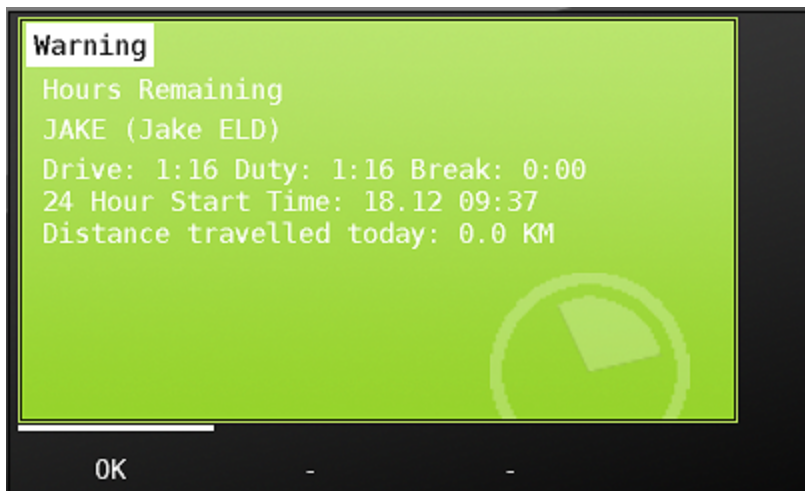 Warning
Hours Remaining
JAKE (Jake ELD)
Drive: 1:16 Duty: 1:16 Break: 0:00
24 Hour Start Time: 18.12 09:37
Distance travelled today: 0.0 KM
OK - -